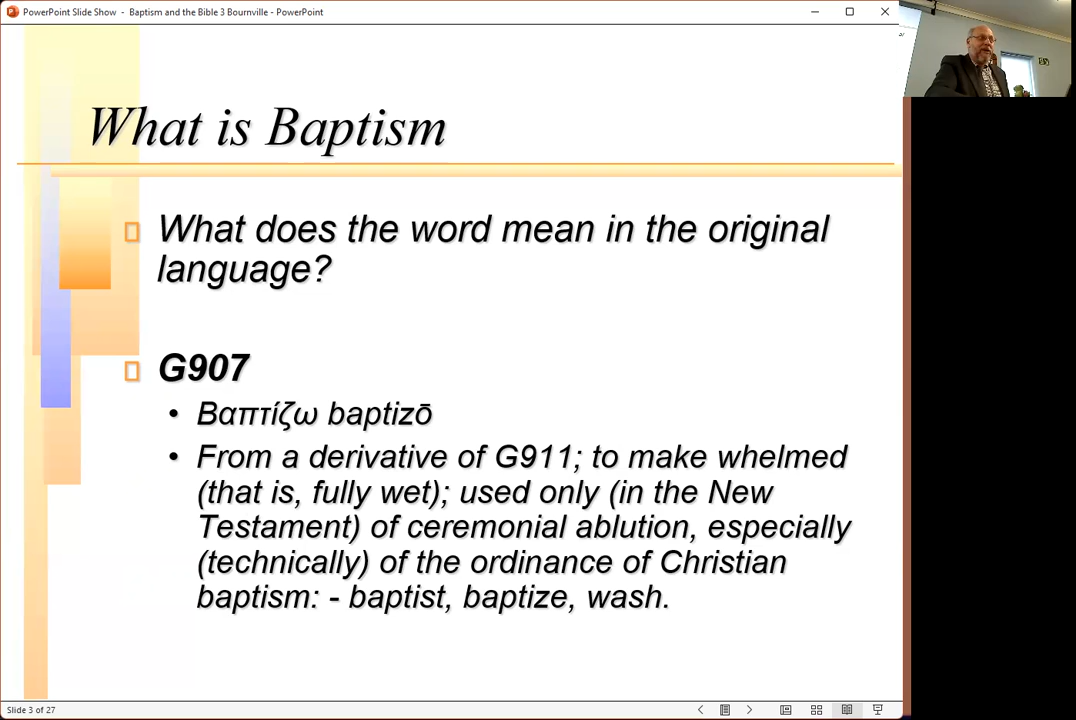 PowerPoint Slide Show - Baptism and the Bible 3 Bournville - PowerPoint
What is Baptism
What does the word mean in the original
language?
G907
• Βαπτίζω baptizō
• From a derivative of G911; to make whelmed
(that is, fully wet); used only (in the New
Testament) of ceremonial ablution, especially
(technically) of the ordinance of Christian
baptism: - baptist, baptize, wash.
Slide 3 of 27